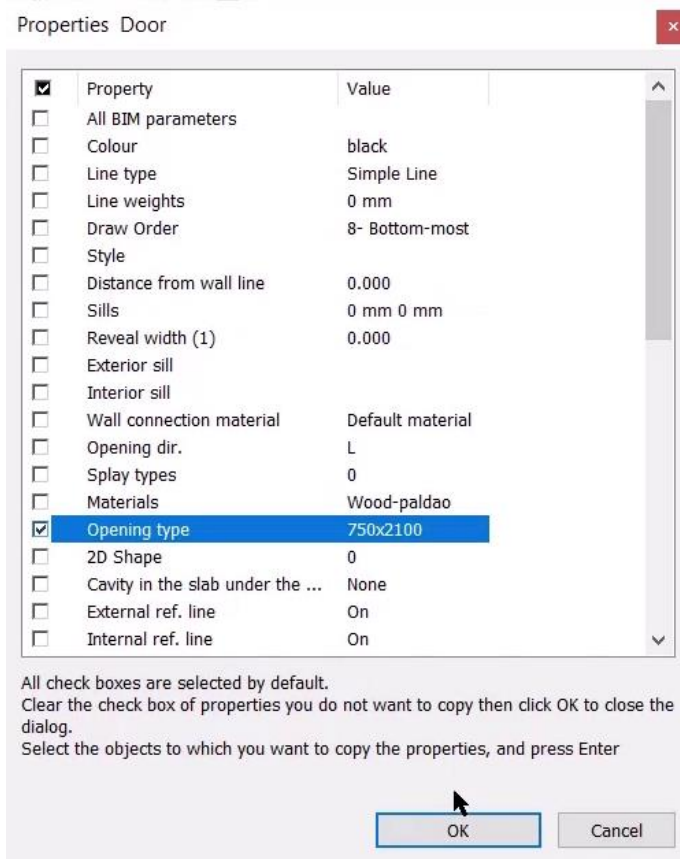 Properties Door
Property Value
All BIM parameters
Colour black
Line type Simple Line
Line weights 0 mm
Draw Order 8- Bottom-most
Style
Distance from wall line 0.000
Sills 0 mm 0 mm
Reveal width (1) 0.000
Exterior sill
Interior sill
Wall connection material Default material
Opening dir. L
Splay types 0
Materials Wood-paldao
Opening type 750x2100
2D Shape 0
Cavity in the slab under the ... None
External ref. line On
Internal ref. line On
All check boxes are selected by default.
Clear the check box of properties you do not want to copy then click OK to close the
dialog.
Select the objects to which you want to copy the properties, and press Enter
OK Cancel